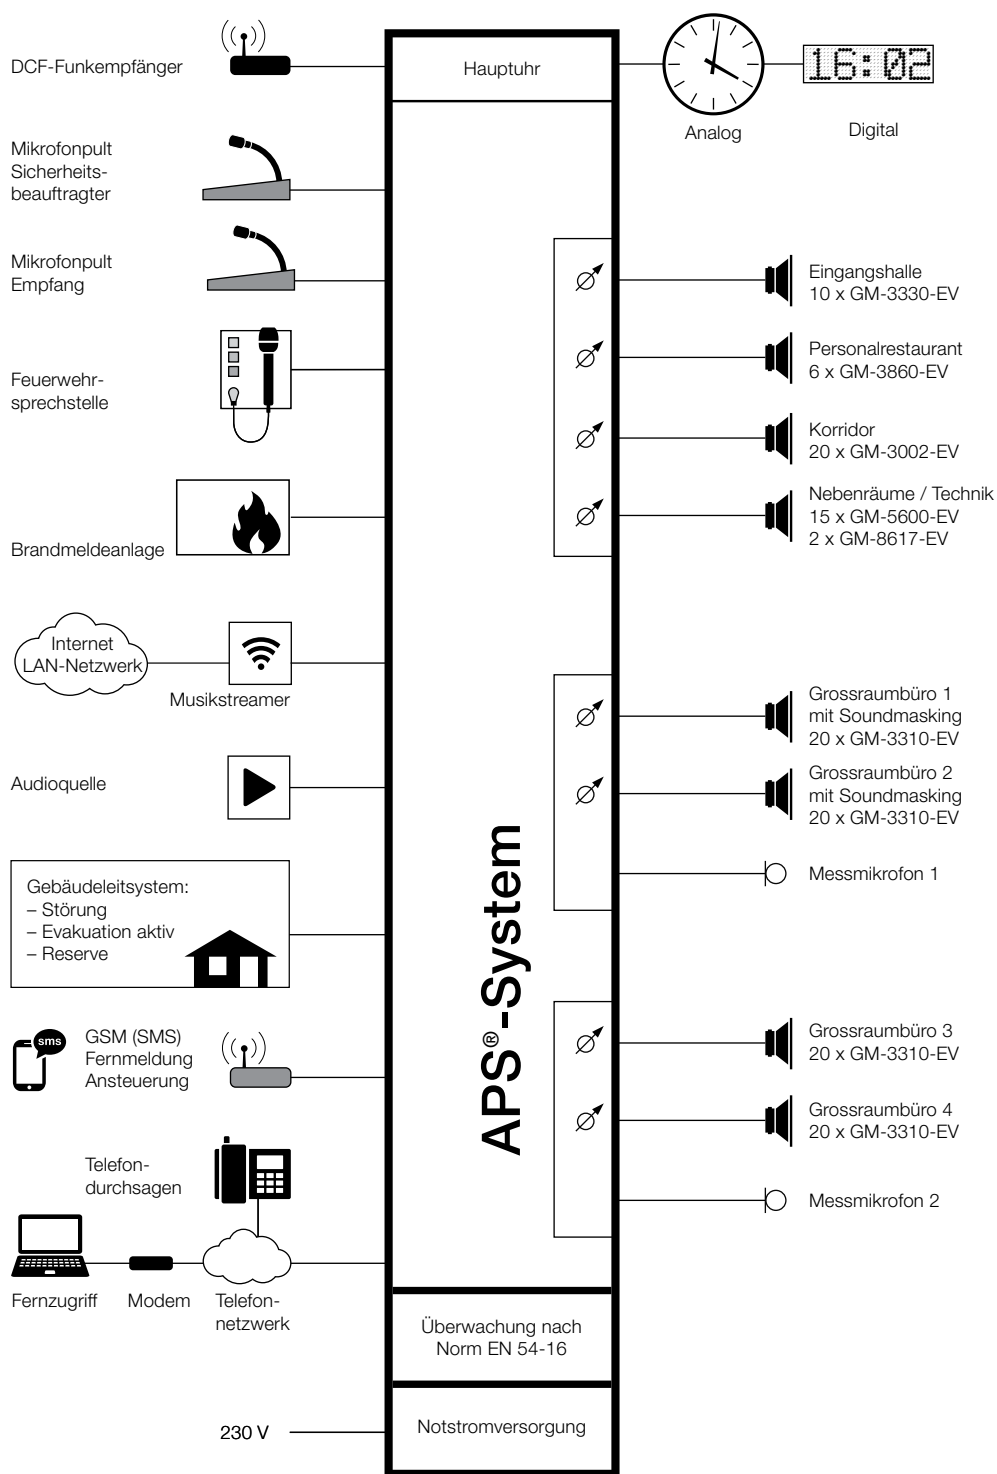 DCF-Funkempfänger
Hauptuhr
Analog
16:02
Digital
Mikrofonpult
Sicherheits-
beauftragter
Mikrofonpult
Empfang
Feuerwehr-
sprechstelle
Brandmeldeanlage
Internet
LAN-Netzwerk
Musikstreamer
Audioquelle
Gebäudeleitsystem:
– Störung
– Evakuation aktiv
– Reserve
sms
GSM (SMS)
Fernmeldung
Ansteuerung
Telefon-
durchsagen
Fernzugriff
Modem
Telefon-
netzwerk
230 V
APS®-System
Überwachung nach
Norm EN 54-16
Notstromversorgung
Eingangshalle
10 x GM-3330-EV
Personalrestaurant
6 x GM-3860-EV
Korridor
20 x GM-3002-EV
Nebenräume / Technik
15 x GM-5600-EV
2 x GM-8617-EV
Grossraumbüro 1
mit Soundmasking
20 x GM-3310-EV
Grossraumbüro 2
mit Soundmasking
20 x GM-3310-EV
Messmikrofon 1
Grossraumbüro 3
20 x GM-3310-EV
Grossraumbüro 4
20 x GM-3310-EV
Messmikrofon 2